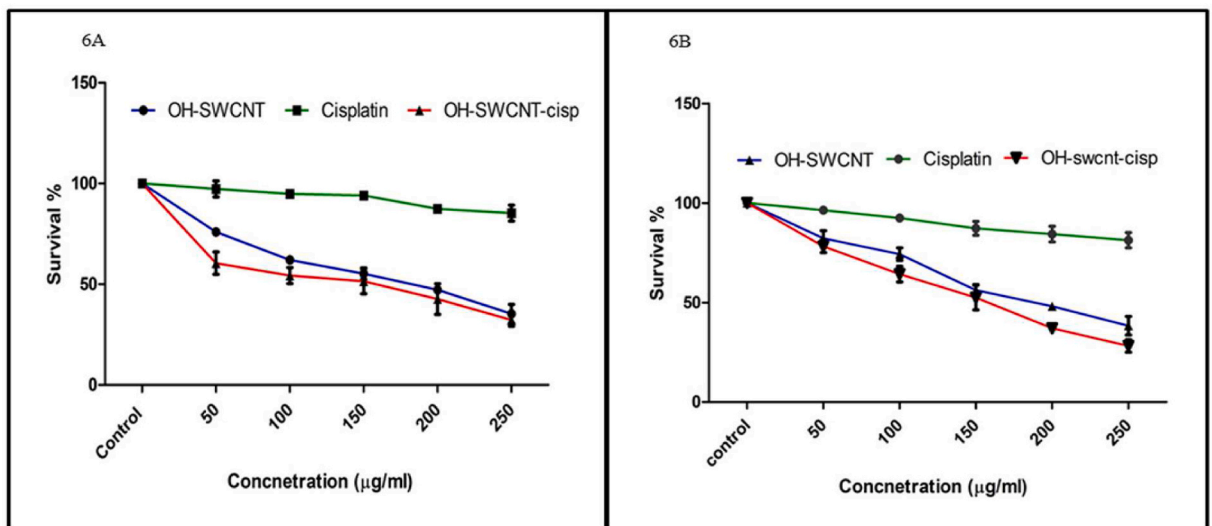 6A
150
OH-SWCNT Cisplatin OH-SWCNT-cisp
100
50
0
Survival %
Control 50 100 150 200 250
Concnetration (μg/ml)
6B
150
OH-SWCNT Cisplatin OH-swcnt-cisp
100
50
0
Survival %
control 50 100 150 200 250
Concnetration (μg/ml)